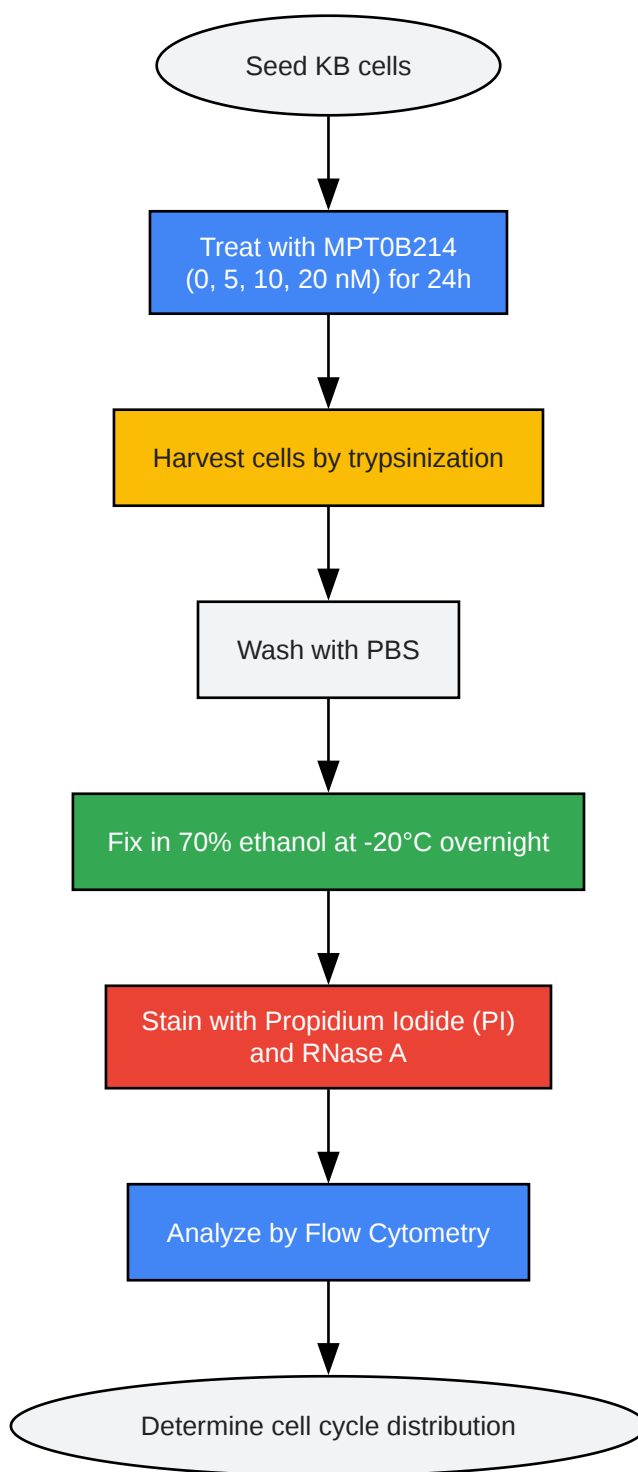 Seed KB cells
Treat with MPT0B214
(0, 5, 10, 20 nM) for 24h
Harvest cells by trypsinization
Wash with PBS
Fix in 70% ethanol at -20°C overnight
Stain with Propidium Iodide (PI)
and RNase A
Analyze by Flow Cytometry
Determine cell cycle distribution